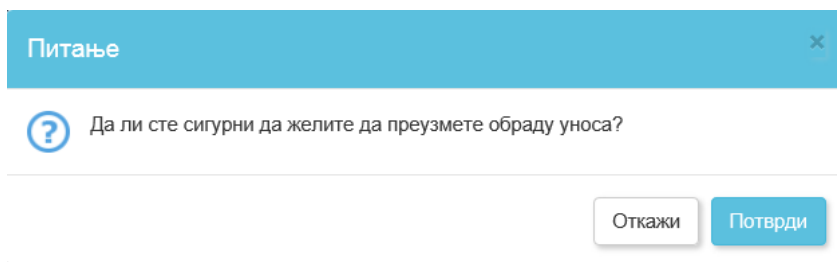 Питање
×
Да ли сте сигурни да желите да преузмете обраду уноса?
Откажи Потврди